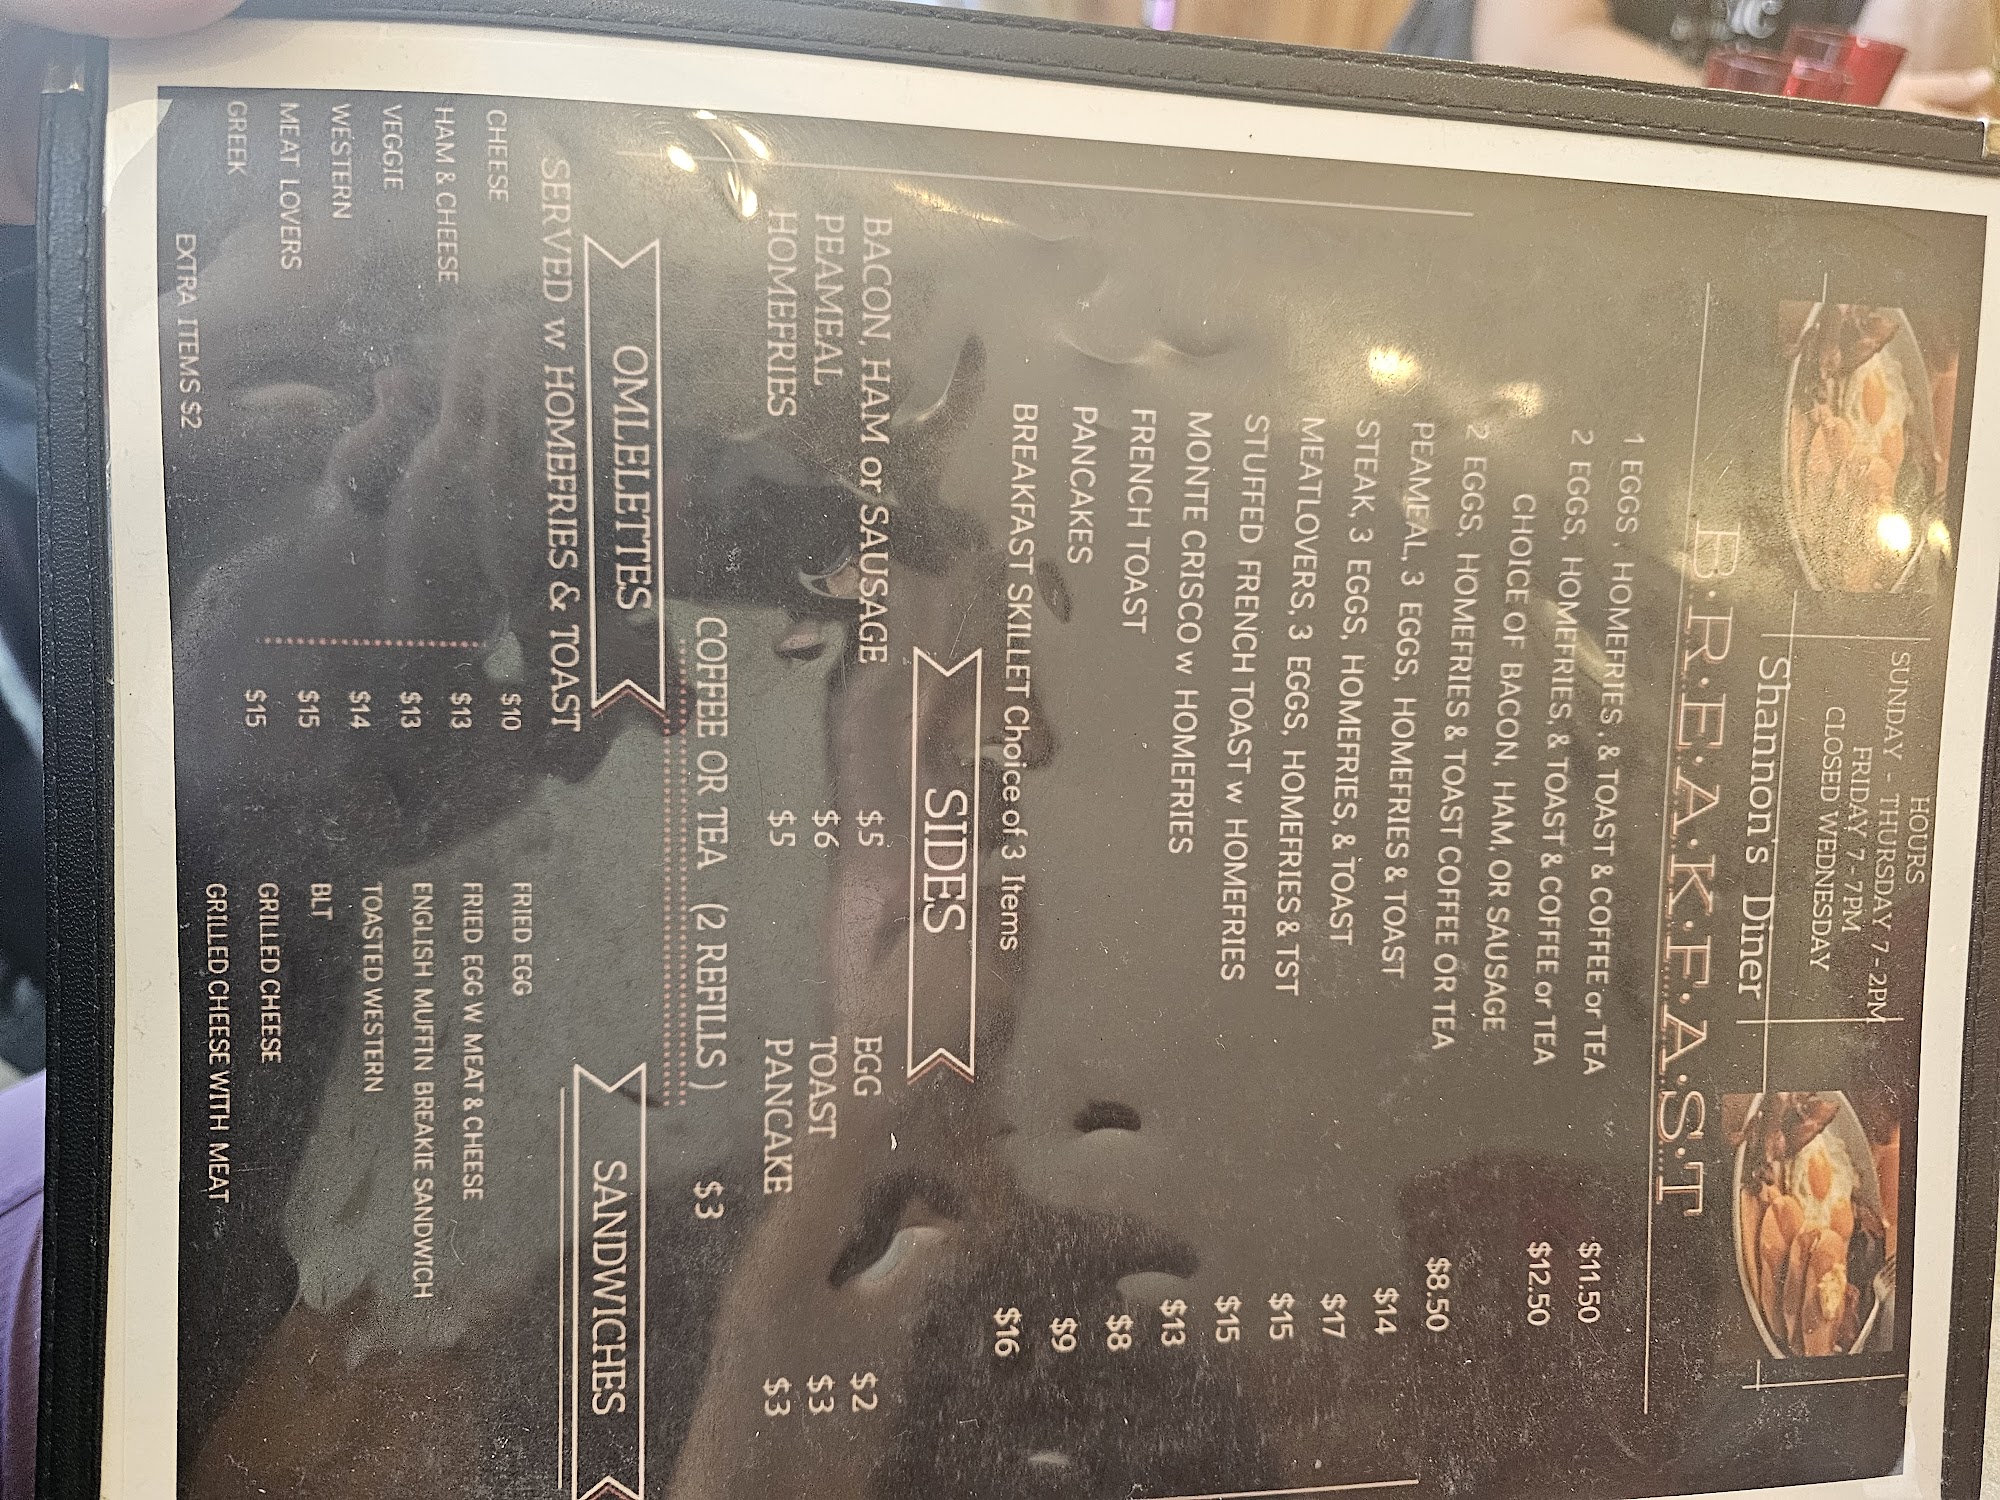 HOURS
SUNDAY - THURSDAY 7 - 2PM
FRIDAY 7 - 7PM
CLOSED WEDNESDAY
Shannon's Diner
B·R·E·A·K·F·A·S·T
1 EGGS , HOMEFRIES , & TOAST & COFFEE or TEA $11.50
2 EGGS, HOMEFRIES, & TOAST & COFFEE or TEA $12.50
CHOICE OF BACON, HAM, OR SAUSAGE
2 EGGS, HOMEFRIES & TOAST COFFEE OR TEA $8.50
PEAMEAL, 3 EGGS, HOMEFRIES & TOAST $14
STEAK, 3 EGGS, HOMEFRIES, & TOAST $17
MEATLOVERS, 3 EGGS, HOMEFRIES & TST $15
STUFFED FRENCH TOAST w HOMEFRIES $15
MONTE CRISCO w HOMEFRIES $13
FRENCH TOAST $8
PANCAKES $9
BREAKFAST SKILLET Choice of 3 Items $16
SIDES
BACON, HAM or SAUSAGE $5 EGG $2
PEAMEAL $6 TOAST $3
HOMEFRIES $5 PANCAKE $3
COFFEE OR TEA (2 REFILLS ) $3
OMLELETTES
SERVED w HOMEFRIES & TOAST
CHEESE $10
HAM & CHEESE $13
VEGGIE $13
WESTERN $14
MEAT LOVERS $15
GREEK $15
EXTRA ITEMS $2
SANDWICHES
FRIED EGG
FRIED EGG W MEAT & CHEESE
ENGLISH MUFFIN BREAKIE SANDWICH
TOASTED WESTERN
BLT
GRILLED CHEESE
GRILLED CHEESE WITH MEAT